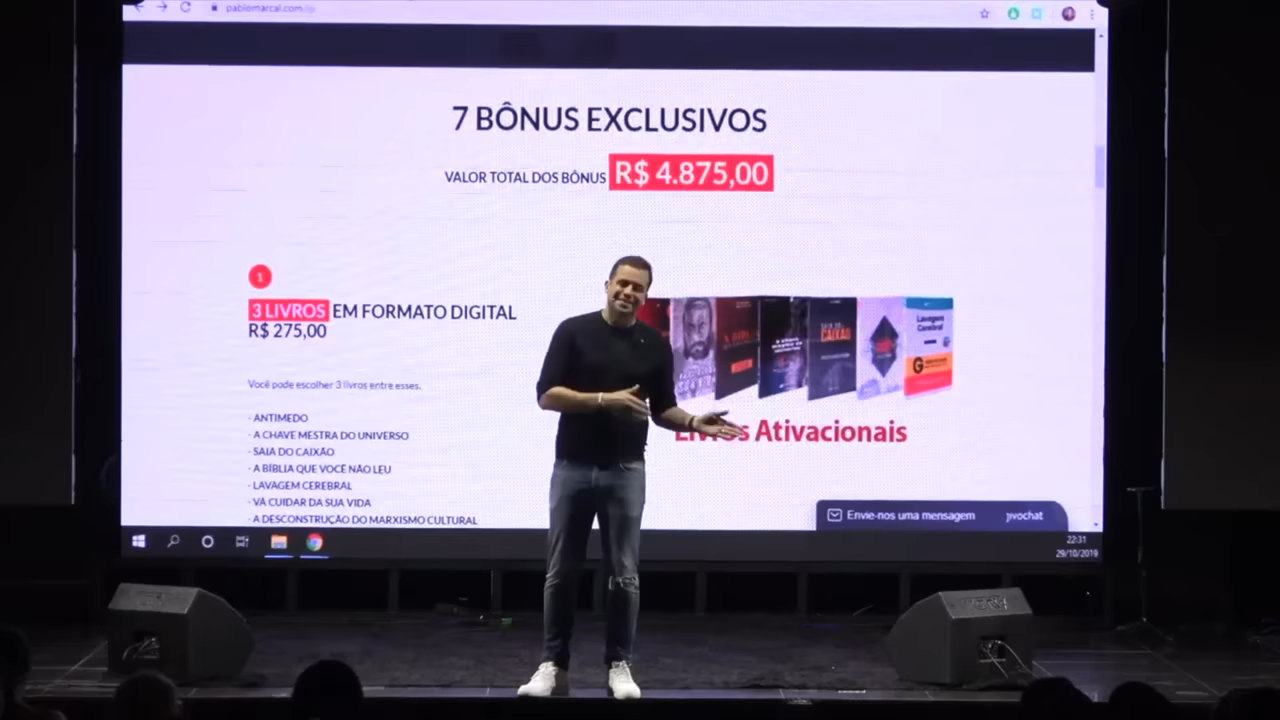 pablomarcal.com
7 BÔNUS EXCLUSIVOS
VALOR TOTAL DOS BÔNUS R$ 4.875,00
1
3 LIVROS EM FORMATO DIGITAL
R$ 275,00
Você pode escolher 3 livros entre esses.
- ANTIMEDO
- A CHAVE MESTRA DO UNIVERSO
- SAIA DO CAIXÃO
- A BÍBLIA QUE VOCÊ NÃO LEU
- LAVAGEM CEREBRAL
- VÁ CUIDAR DA SUA VIDA
- A DESCONSTRUÇÃO DO MARXISMO CULTURAL
SAIA DO
CAIXÃO
Lavagem
Cerebral
Livros Ativacionais
Envie-nos uma mensagem
jivochat
22:31
29/10/2019